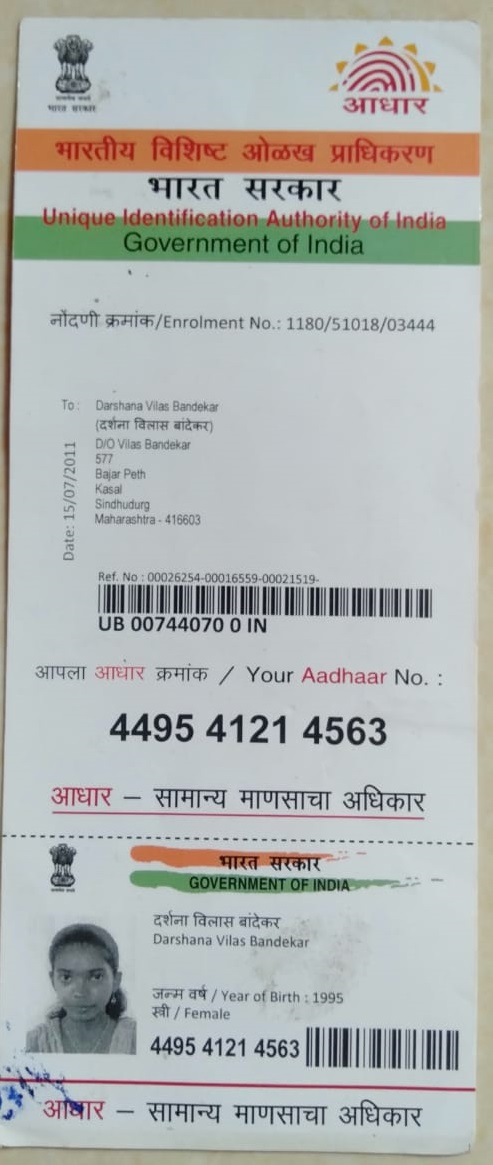 भारत सरकार
आधार
भारतीय विशिष्ट ओळख प्राधिकरण
भारत सरकार
Unique Identification Authority of India
Government of India
नोंदणी क्रमांक/Enrolment No.: 1180/51018/03444
To : Darshana Vilas Bandekar
(दर्शना विलास बांदेकर)
D/O Vilas Bandekar
577
Bajar Peth
Kasal
Sindhudurg
Maharashtra - 416603
Date: 15/07/2011
Ref. No : 00026254-00016559-00021519-
UB 00744070 0 IN
आपला आधार क्रमांक / Your Aadhaar No. :
4495 4121 4563
आधार – सामान्य माणसाचा अधिकार
भारत सरकार
GOVERNMENT OF INDIA
दर्शना विलास बांदेकर
Darshana Vilas Bandekar
जन्म वर्ष / Year of Birth : 1995
स्त्री / Female
4495 4121 4563
आधार – सामान्य माणसाचा अधिकार